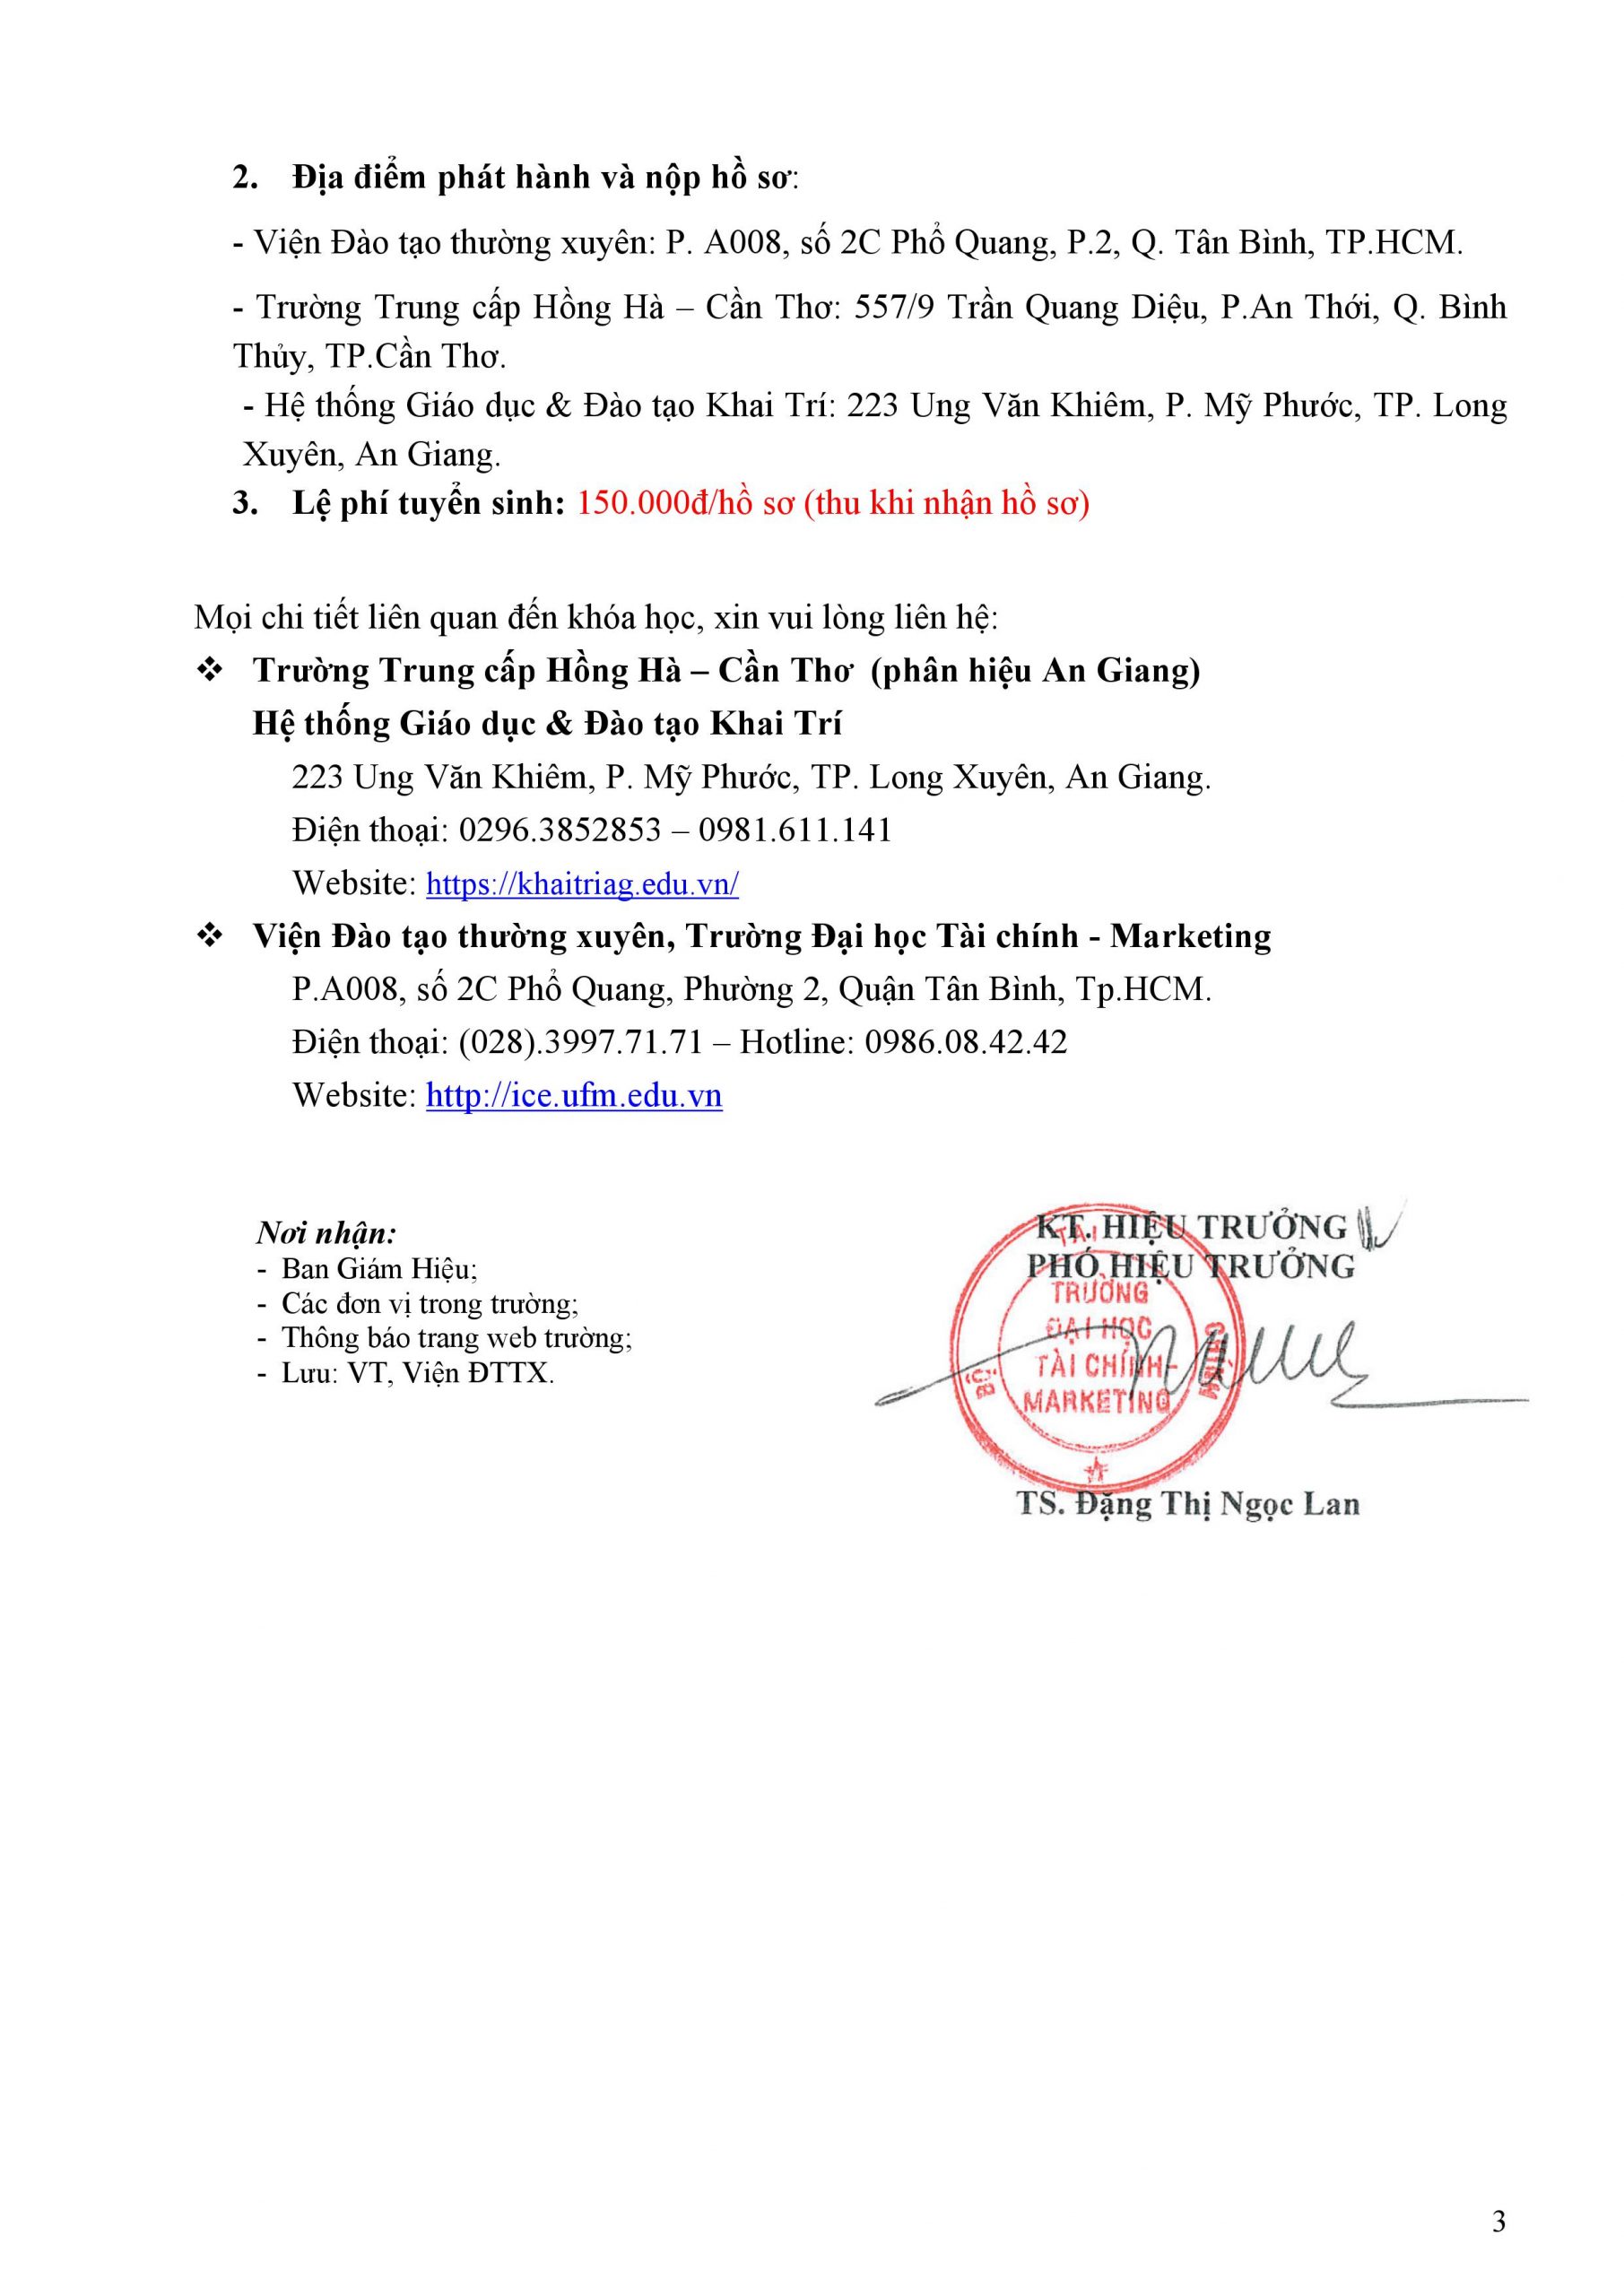 2. Địa điểm phát hành và nộp hồ sơ:
- Viện Đào tạo thường xuyên: P. A008, số 2C Phổ Quang, P.2, Q. Tân Bình, TP.HCM.
- Trường Trung cấp Hồng Hà – Cần Thơ: 557/9 Trần Quang Diệu, P.An Thới, Q. Bình
Thủy, TP.Cần Thơ.
- Hệ thống Giáo dục & Đào tạo Khai Trí: 223 Ung Văn Khiêm, P. Mỹ Phước, TP. Long
Xuyên, An Giang.
3. Lệ phí tuyển sinh: 150.000đ/hồ sơ (thu khi nhận hồ sơ)
Mọi chi tiết liên quan đến khóa học, xin vui lòng liên hệ:
❖ Trường Trung cấp Hồng Hà – Cần Thơ (phân hiệu An Giang)
Hệ thống Giáo dục & Đào tạo Khai Trí
223 Ung Văn Khiêm, P. Mỹ Phước, TP. Long Xuyên, An Giang.
Điện thoại: 0296.3852853 – 0981.611.141
Website: https://khaitriag.edu.vn/
❖ Viện Đào tạo thường xuyên, Trường Đại học Tài chính - Marketing
P.A008, số 2C Phổ Quang, Phường 2, Quận Tân Bình, Tp.HCM.
Điện thoại: (028).3997.71.71 – Hotline: 0986.08.42.42
Website: http://ice.ufm.edu.vn
Nơi nhận:
- Ban Giám Hiệu;
- Các đơn vị trong trường;
- Thông báo trang web trường;
- Lưu: VT, Viện ĐTTX.
KT. HIỆU TRƯỞNG
PHÓ HIỆU TRƯỞNG
BỘ TÀI CHÍNH
TRƯỜNG
ĐẠI HỌC
TÀI CHÍNH-
MARKETING
TS. Đặng Thị Ngọc Lan
3